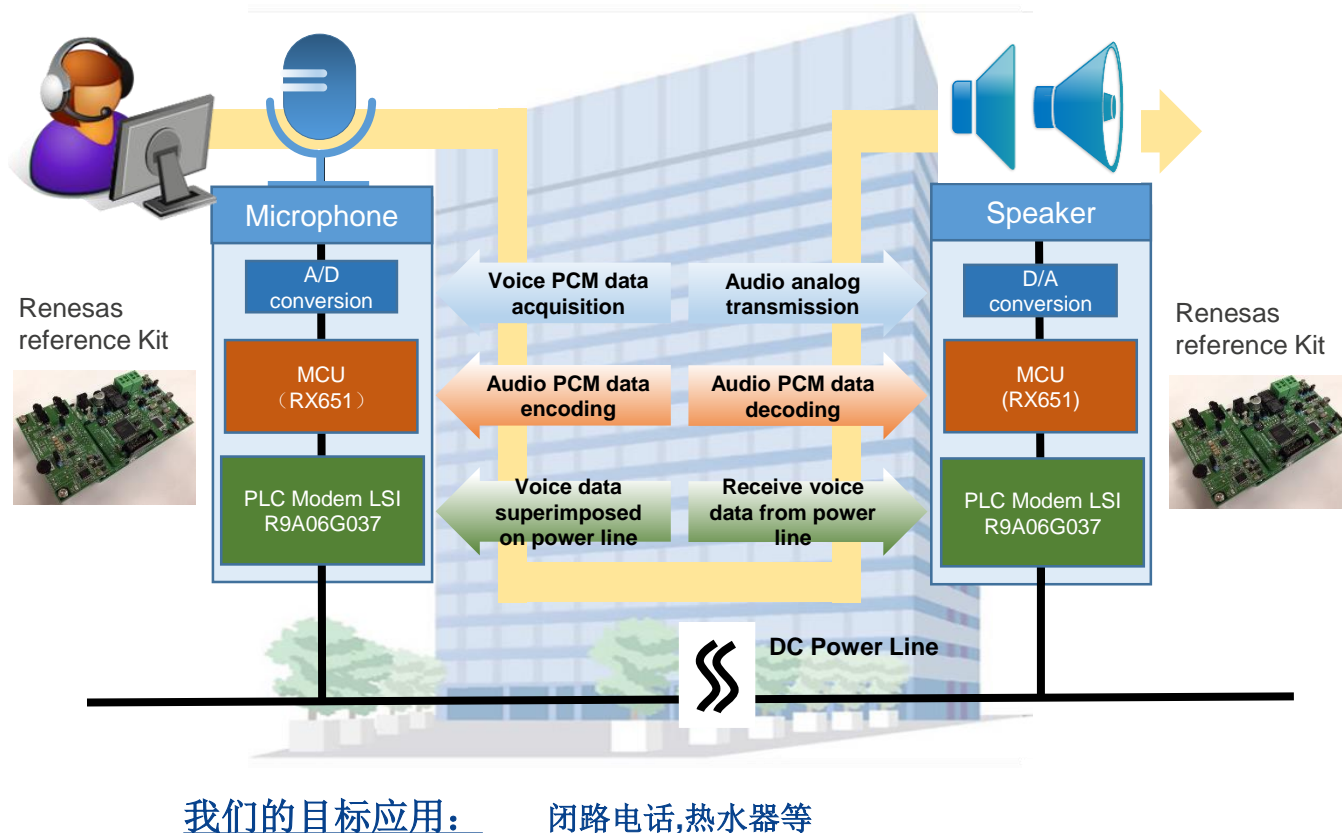 Microphone
A/D
conversion
MCU
（RX651）
PLC Modem LSI
R9A06G037
Renesas
reference Kit
Voice PCM data
acquisition
Audio PCM data
encoding
Voice data
superimposed
on power line
Audio analog
transmission
Audio PCM data
decoding
Receive voice
data from power
line
Speaker
D/A
conversion
MCU
(RX651)
PLC Modem LSI
R9A06G037
Renesas
reference Kit
DC Power Line
我们的目标应用： 闭路电话,热水器等